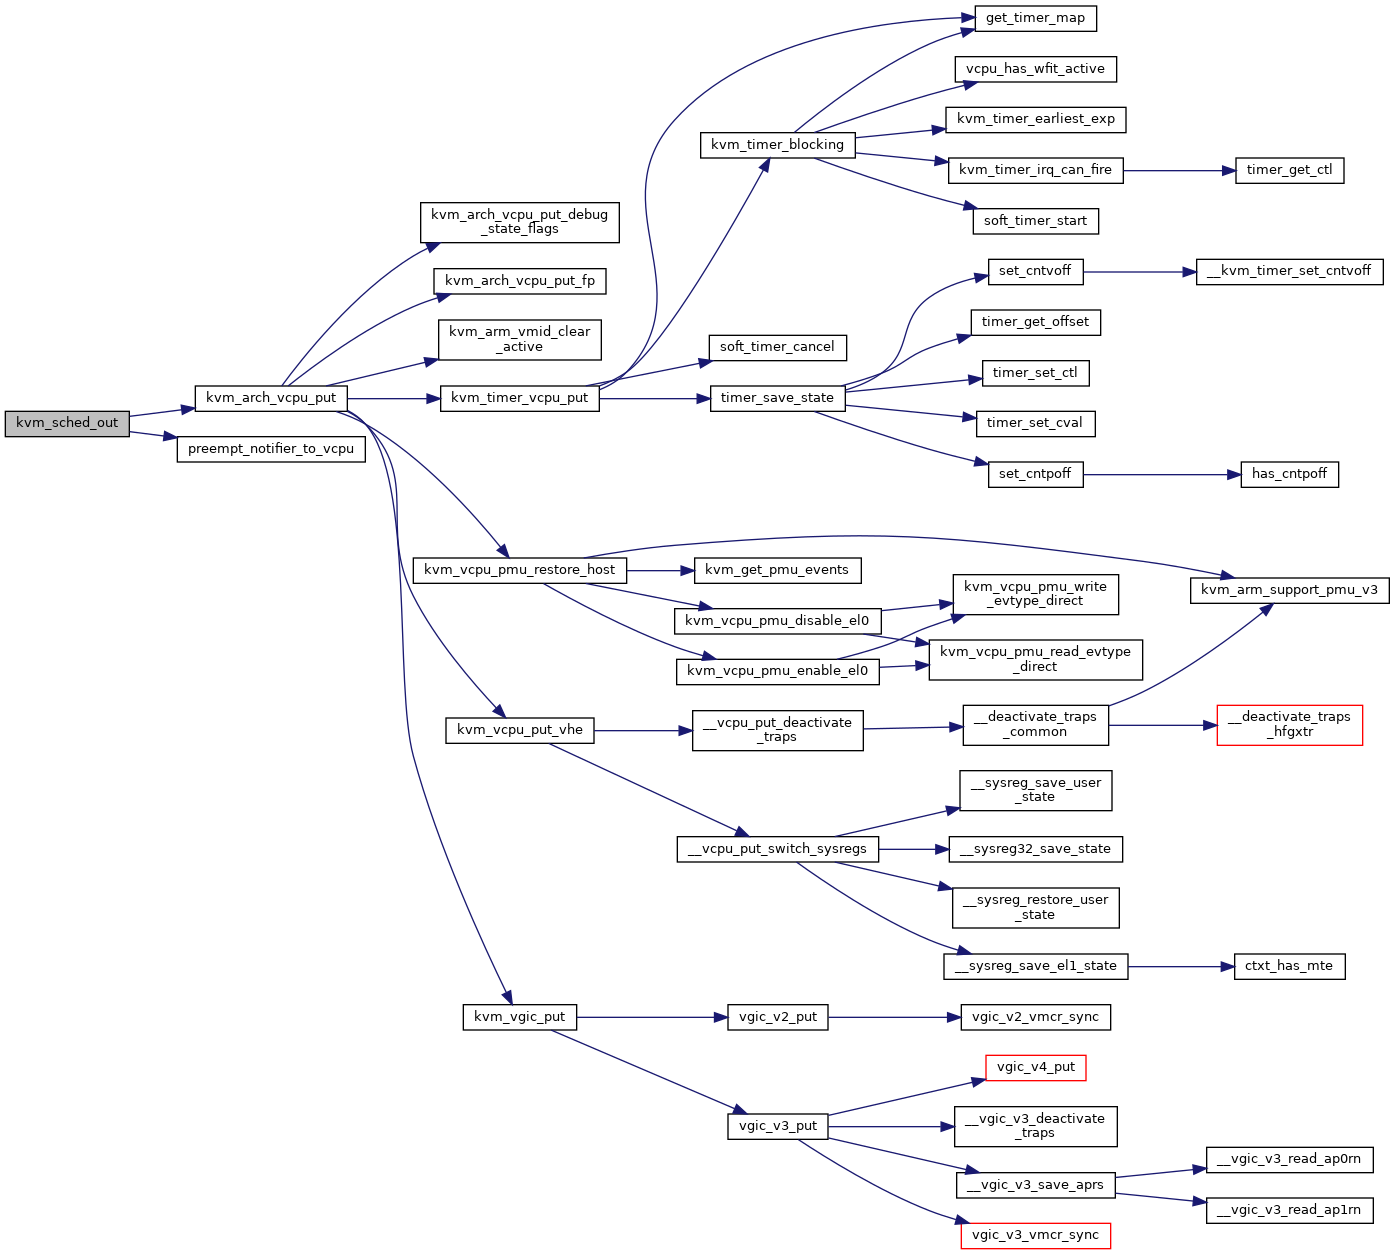 get_timer_map
vcpu_has_wfit_active
kvm_timer_earliest_exp
kvm_timer_blocking
kvm_timer_irq_can_fire
timer_get_ctl
soft_timer_start
kvm_arch_vcpu_put_debug
_state_flags
set_cntvoff
__kvm_timer_set_cntvoff
kvm_arch_vcpu_put_fp
timer_get_offset
kvm_arm_vmid_clear
_active
soft_timer_cancel
timer_set_ctl
kvm_arch_vcpu_put
kvm_timer_vcpu_put
timer_save_state
kvm_sched_out
timer_set_cval
preempt_notifier_to_vcpu
set_cntpoff
has_cntpoff
kvm_vcpu_pmu_restore_host
kvm_get_pmu_events
kvm_vcpu_pmu_write
_evtype_direct
kvm_arm_support_pmu_v3
kvm_vcpu_pmu_disable_el0
kvm_vcpu_pmu_read_evtype
_direct
kvm_vcpu_pmu_enable_el0
kvm_vcpu_put_vhe
__vcpu_put_deactivate
_traps
__deactivate_traps
_common
__deactivate_traps
_hfgxtr
__sysreg_save_user
_state
__vcpu_put_switch_sysregs
__sysreg32_save_state
__sysreg_restore_user
_state
__sysreg_save_el1_state
ctxt_has_mte
kvm_vgic_put
vgic_v2_put
vgic_v2_vmcr_sync
vgic_v4_put
vgic_v3_put
__vgic_v3_deactivate
_traps
__vgic_v3_read_ap0rn
__vgic_v3_save_aprs
__vgic_v3_read_ap1rn
vgic_v3_vmcr_sync